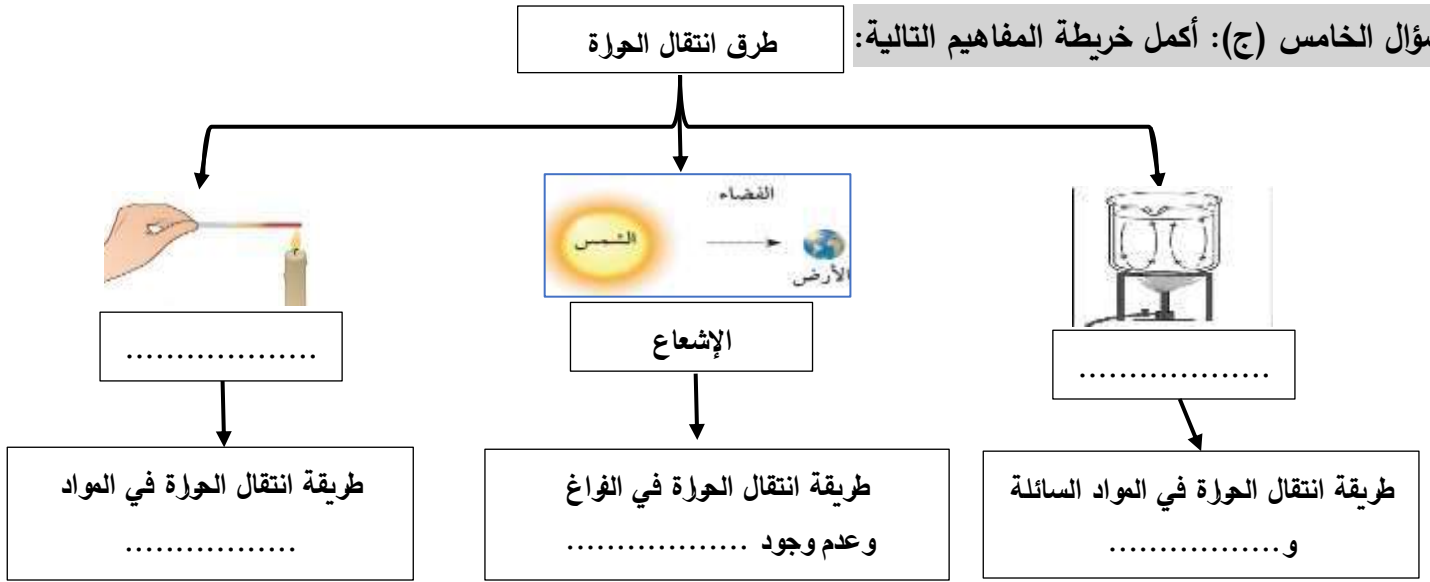 سؤال الخامس (ج): أكمل خريطة المفاهيم التالية:
طرق انتقال الحرارة
الفضاء
الشمس
الأرض
...................
الإشعاع
...................
طريقة انتقال الحرارة في المواد السائلة
و.................
طريقة انتقال الحرارة في الفراغ
وعدم وجود ..................
طريقة انتقال الحرارة في المواد
.................